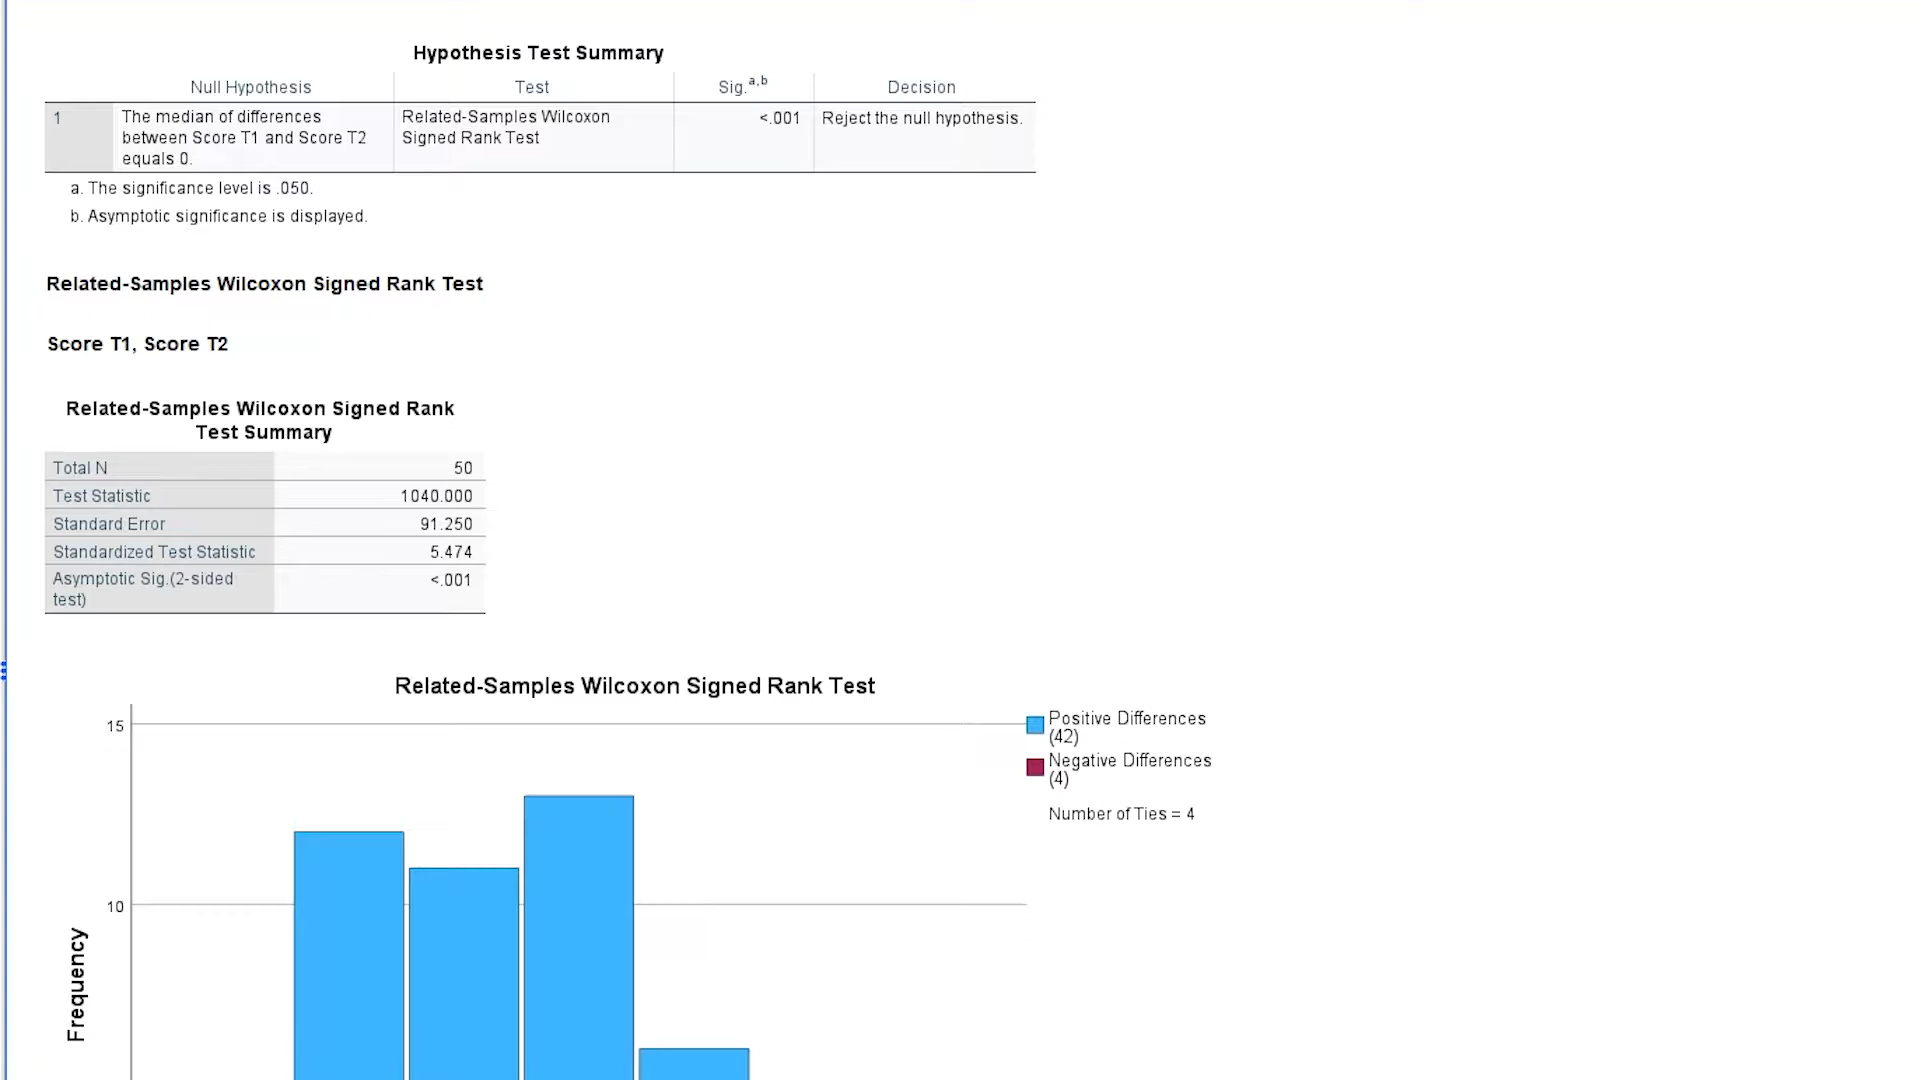 Hypothesis Test Summary
Null Hypothesis Test Sig.a,b Decision
1 The median of differences between Score T1 and Score T2 equals 0. Related-Samples Wilcoxon Signed Rank Test <.001 Reject the null hypothesis.
a. The significance level is .050.
b. Asymptotic significance is displayed.
Related-Samples Wilcoxon Signed Rank Test
Score T1, Score T2
Related-Samples Wilcoxon Signed Rank
Test Summary
Total N 50
Test Statistic 1040.000
Standard Error 91.250
Standardized Test Statistic 5.474
Asymptotic Sig.(2-sided test) <.001
Related-Samples Wilcoxon Signed Rank Test
15
10
Frequency
Positive Differences
(42)
Negative Differences
(4)
Number of Ties = 4